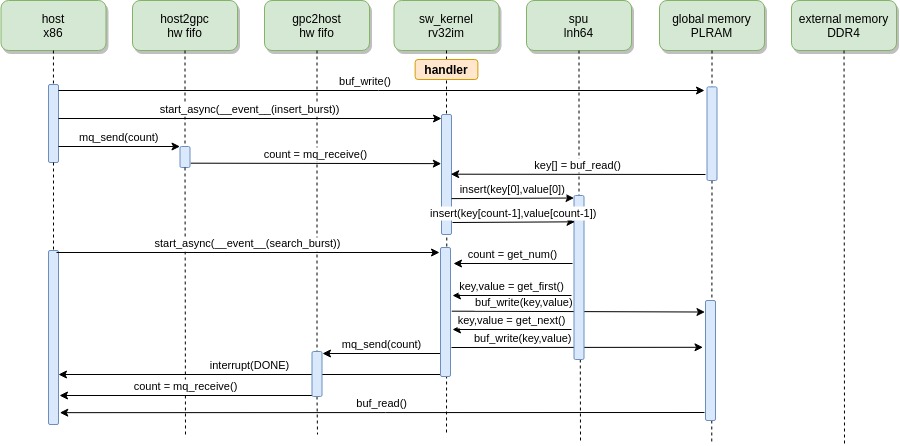 host
x86
host2gpc
hw fifo
gpc2host
hw fifo
sw_kernel
rv32im
spu
lnh64
global memory
PLRAM
external memory
DDR4
handler
buf_write()
start_async(__event__(insert_burst))
mq_send(count)
count = mq_receive()
key[] = buf_read()
insert(key[0],value[0])
insert(key[count-1],value[count-1])
start_async(__event__(search_burst))
count = get_num()
key,value = get_first()
buf_write(key,value)
key,value = get_next()
buf_write(key,value)
mq_send(count)
interrupt(DONE)
count = mq_receive()
buf_read()